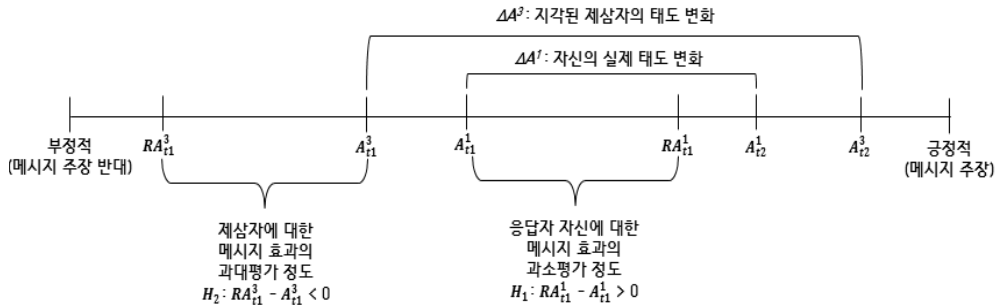 ΔA³: 지각된 제삼자의 태도 변화
ΔA¹: 자신의 실제 태도 변화
부정적
(메시지 주장 반대)
RA³ₜ₁
A³ₜ₁
A¹ₜ₁
RA¹ₜ₁
A¹ₜ₂
A³ₜ₂
긍정적
(메시지 주장)
제삼자에 대한
메시지 효과의
과대평가 정도
H₂: RA³ₜ₁ - A³ₜ₁ < 0
응답자 자신에 대한
메시지 효과의
과소평가 정도
H₁: RA¹ₜ₁ - A¹ₜ₁ > 0